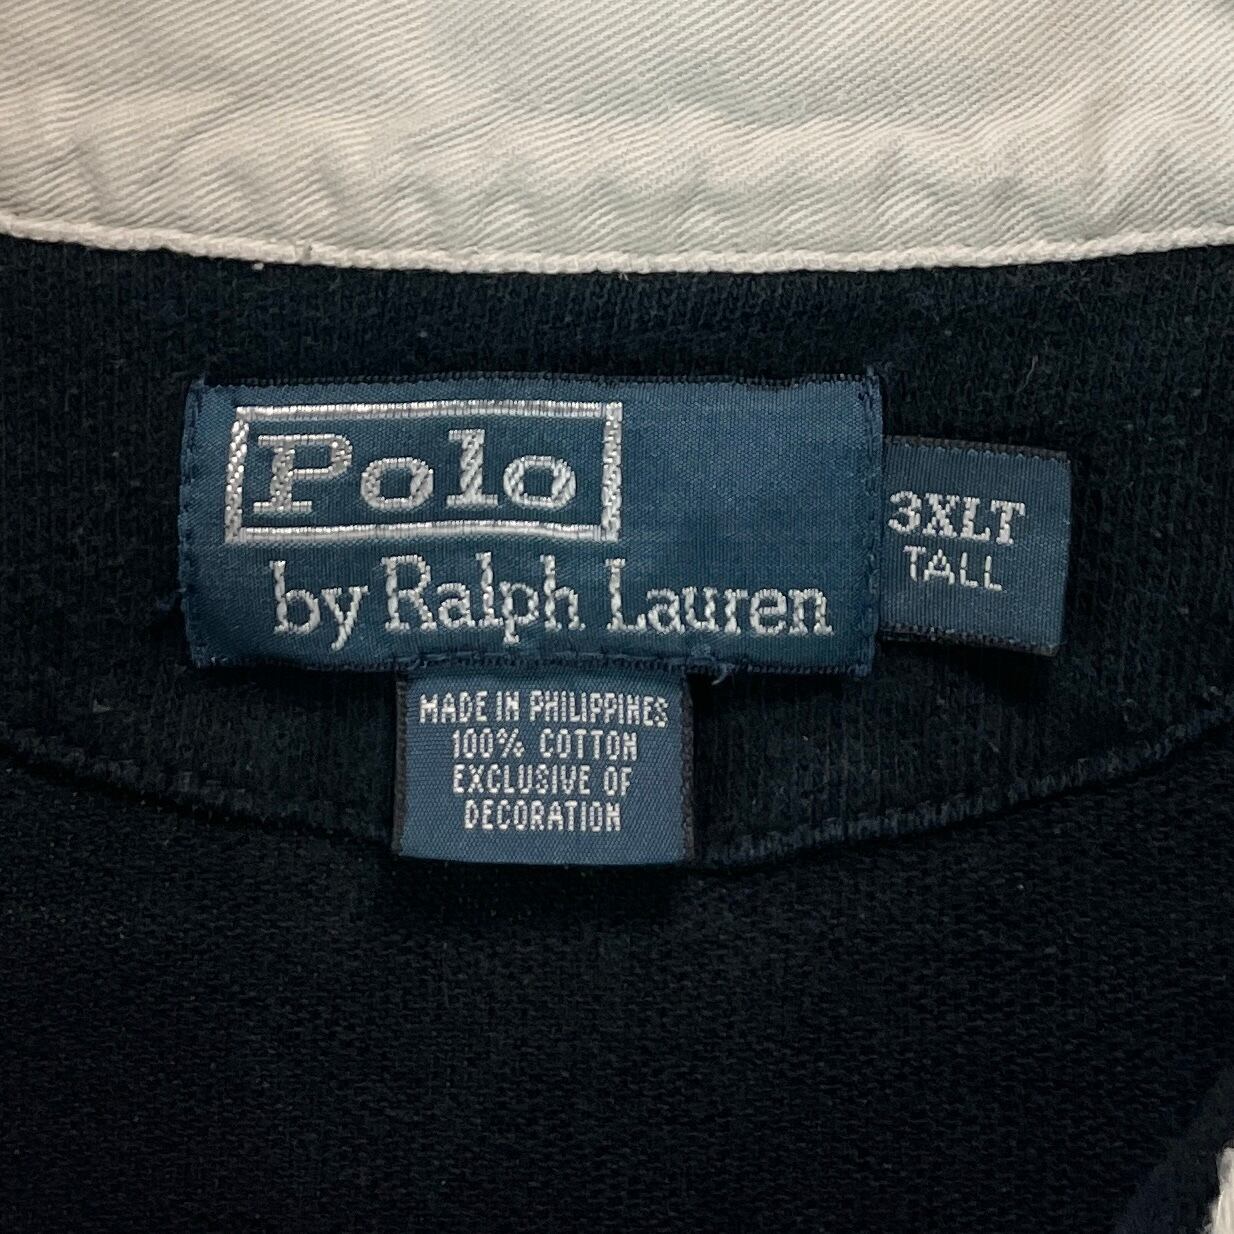 Polo
by Ralph Lauren
3XLT
TALL
MADE IN PHILIPPINES
100% COTTON
EXCLUSIVE OF
DECORATION